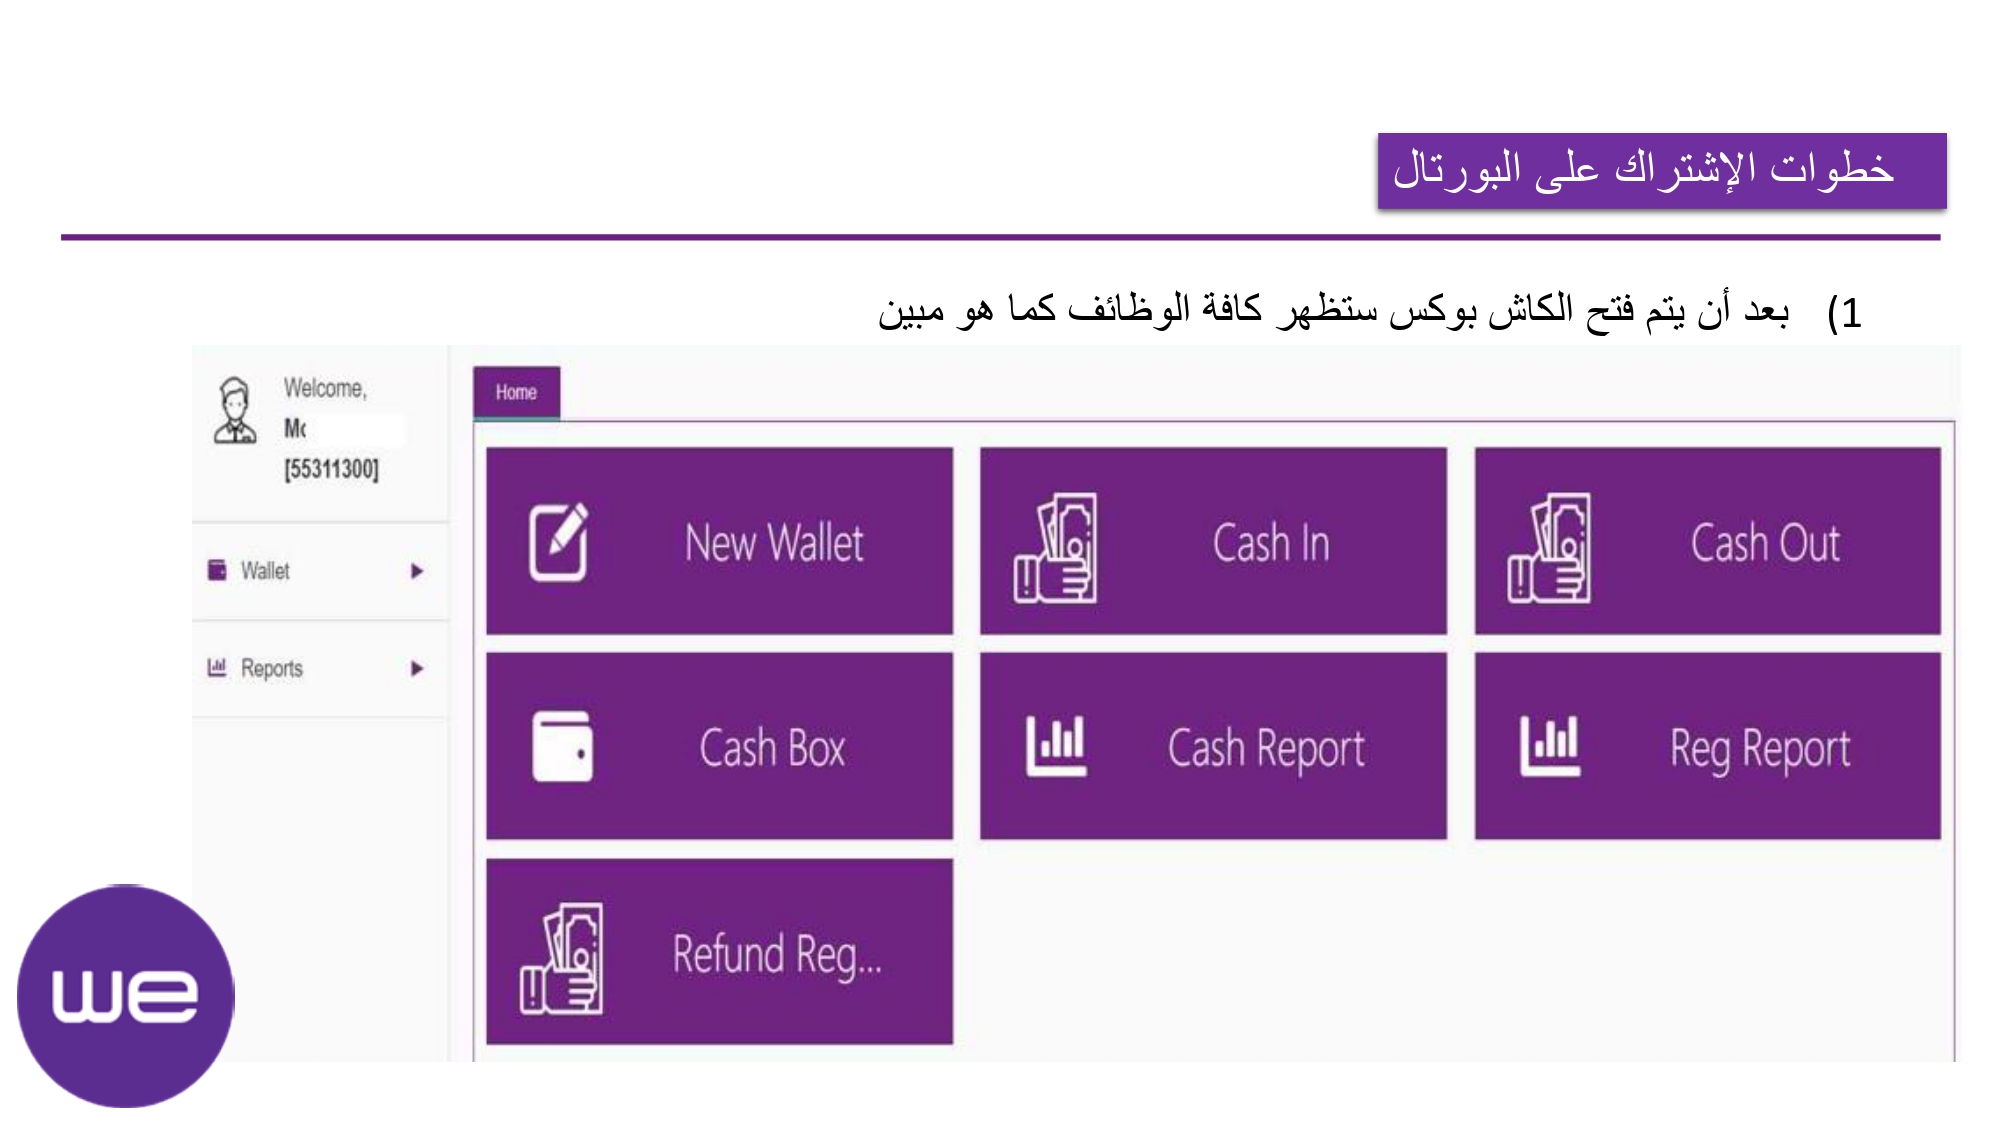 خطوات الإشتراك على البورتال
1) بعد أن يتم فتح الكاش بوكس ستظهر كافة الوظائف كما هو مبين
Welcome,
[55311300]
Wallet
Reports
Home
New Wallet
Cash In
Cash Out
Cash Box
Cash Report
Reg Report
Refund Reg...
we